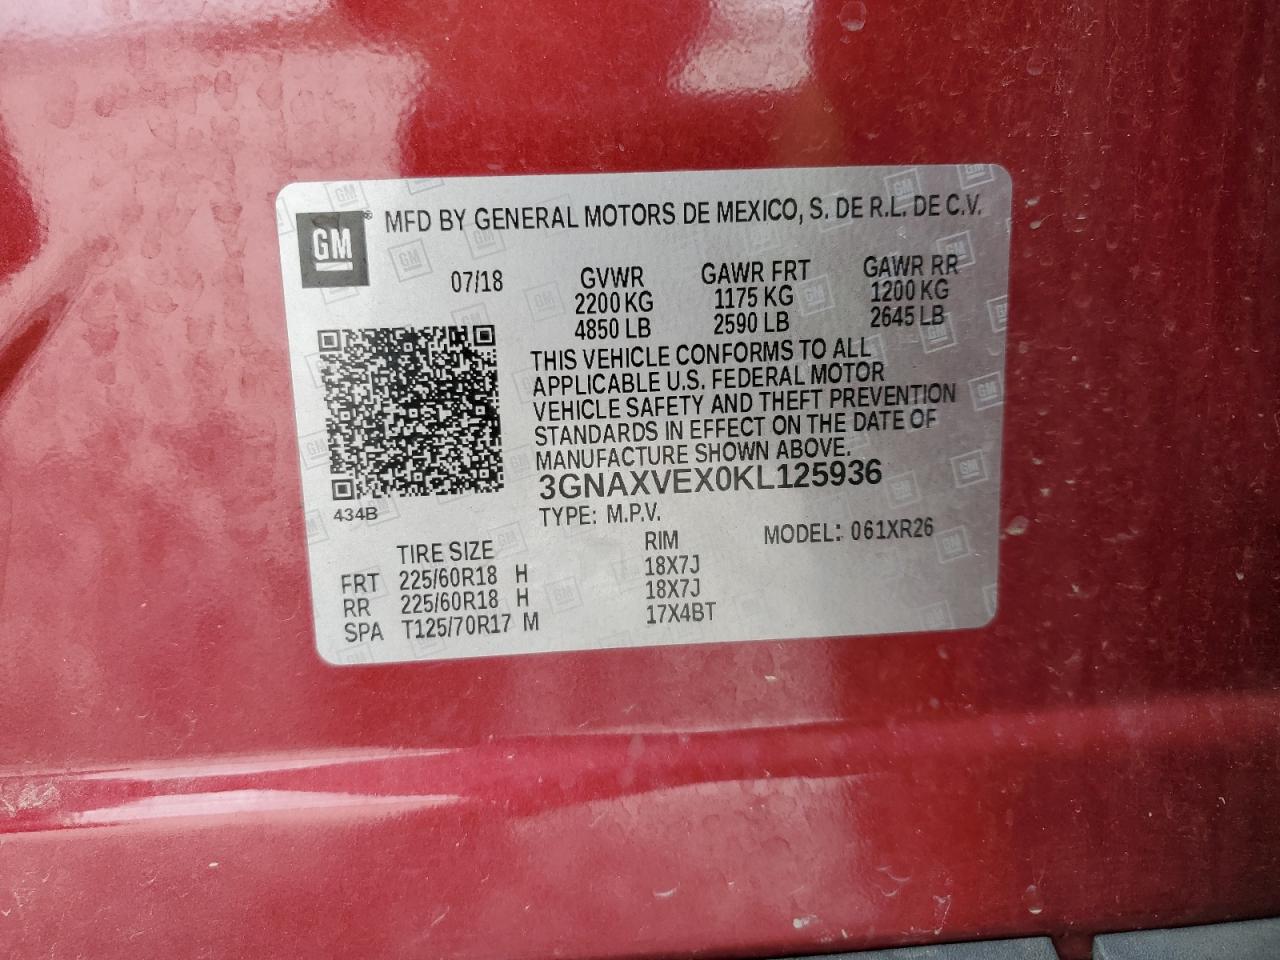 GM ® MFD BY GENERAL MOTORS DE MEXICO, S. DE R.L. DE C.V.
07/18 GVWR GAWR FRT GAWR RR
2200 KG 1175 KG 1200 KG
4850 LB 2590 LB 2645 LB
THIS VEHICLE CONFORMS TO ALL
APPLICABLE U.S. FEDERAL MOTOR
VEHICLE SAFETY AND THEFT PREVENTION
STANDARDS IN EFFECT ON THE DATE OF
MANUFACTURE SHOWN ABOVE.
3GNAXVEX0KL125936
434B
TYPE: M.P.V.
MODEL: 061XR26
TIRE SIZE RIM
FRT 225/60R18 H 18X7J
RR 225/60R18 H 18X7J
SPA T125/70R17 M 17X4BT